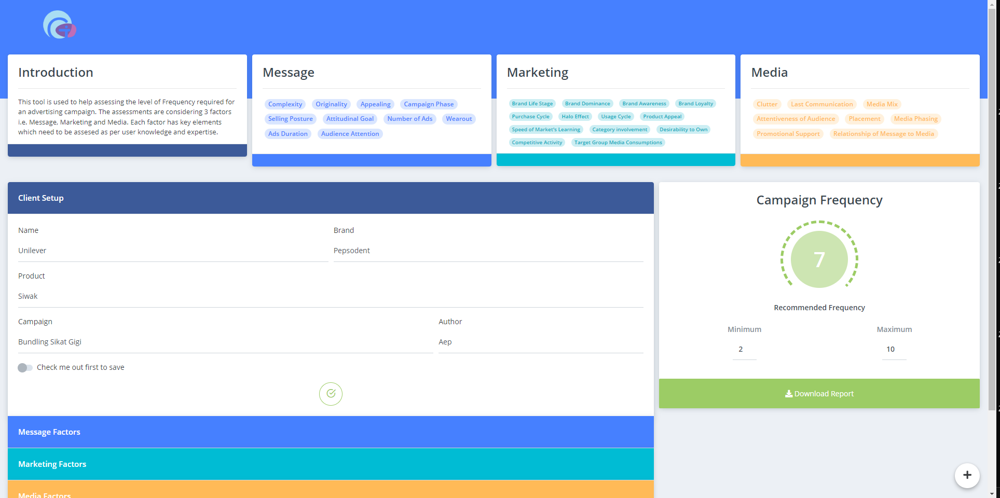 Introduction
This tool is used to help assessing the level of Frequency required for
an advertising campaign. The assessments are considering 3 factors
i.e. Message, Marketing and Media. Each factor has key elements
which need to be assesed as per user knowledge and expertise.
Message
Complexity Originality Appealing Campaign Phase
Selling Posture Attitudinal Goal Number of Ads Wearout
Ads Duration Audience Attention
Marketing
Brand Life Stage Brand Dominance Brand Awareness Brand Loyalty
Purchase Cycle Halo Effect Usage Cycle Product Appeal
Speed of Market's Learning Category involvement Desirability to Own
Competitive Activity Target Group Media Consumptions
Media
Clutter Last Communication Media Mix
Attentiveness of Audience Placement Media Phasing
Promotional Support Relationship of Message to Media
Client Setup
Name Brand
Unilever Pepsodent
Product
Siwak
Campaign Author
Bundling Sikat Gigi Aep
Check me out first to save
Message Factors
Marketing Factors
Media Factors
Campaign Frequency
7
Recommended Frequency
Minimum Maximum
2 10
Download Report